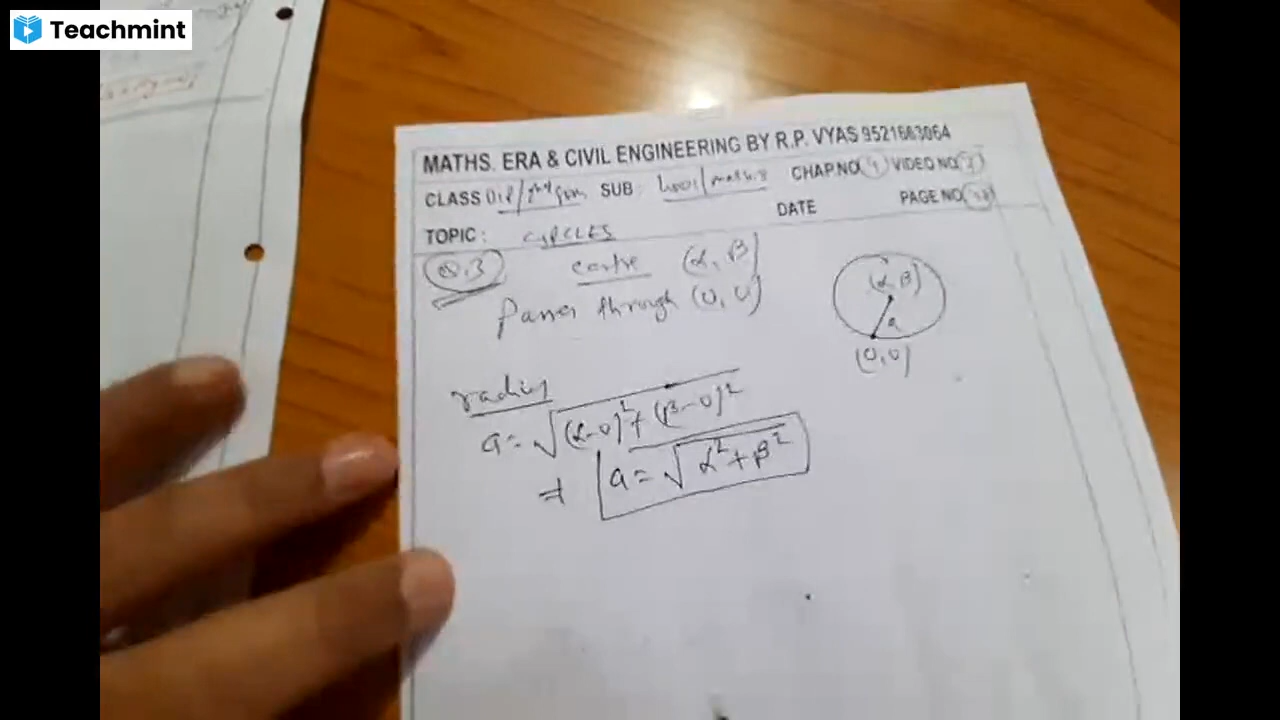 Teachmint
MATHS. ERA & CIVIL ENGINEERING BY R.P. VYAS 9521663064
CLASS SUB : CHAP.NO. VIDEO NO.
DATE PAGE NO.
TOPIC : CIRCLES
Q.3 centre (α, β)
Passes through (0, 0)
(α, β)
a
(0, 0)
radius
a = √(α-0)² + (β-0)²
⇒ a = √α² + β²